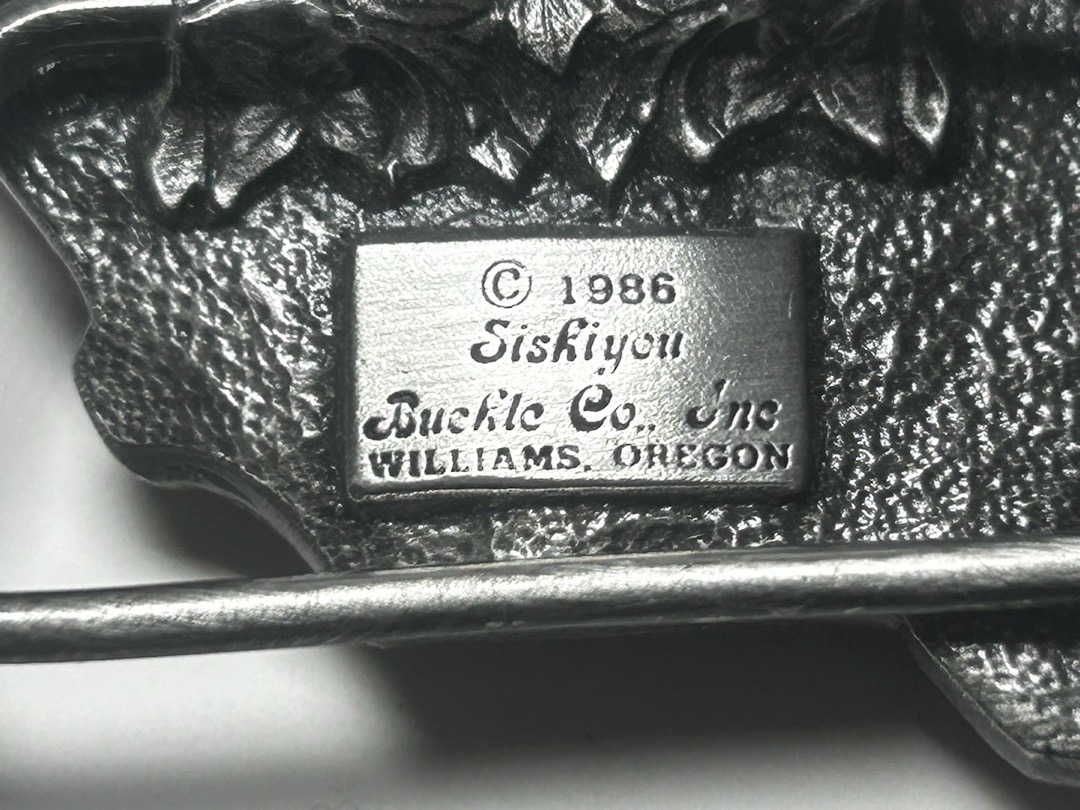 © 1986
Siskiyou
Buckle Co., Inc
WILLIAMS, OREGON